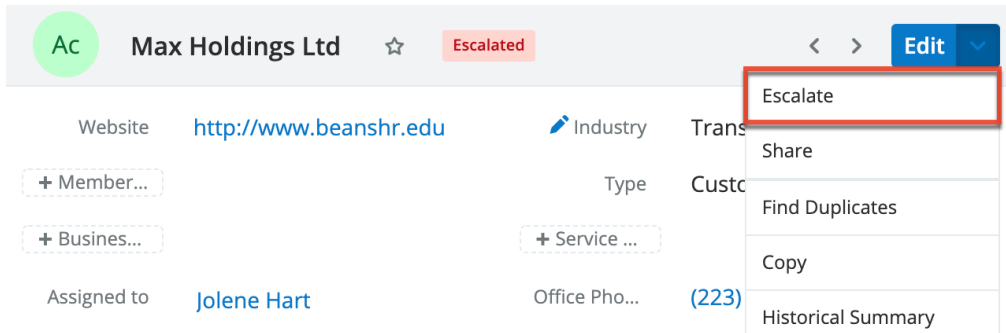 Ac Max Holdings Ltd Escalated Edit
Escalate
Website http://www.beanshr.edu Industry Trans
Share
+ Member... Type Custo
Find Duplicates
+ Busines... + Service ...
Copy
Assigned to Jolene Hart Office Pho... (223)
Historical Summary